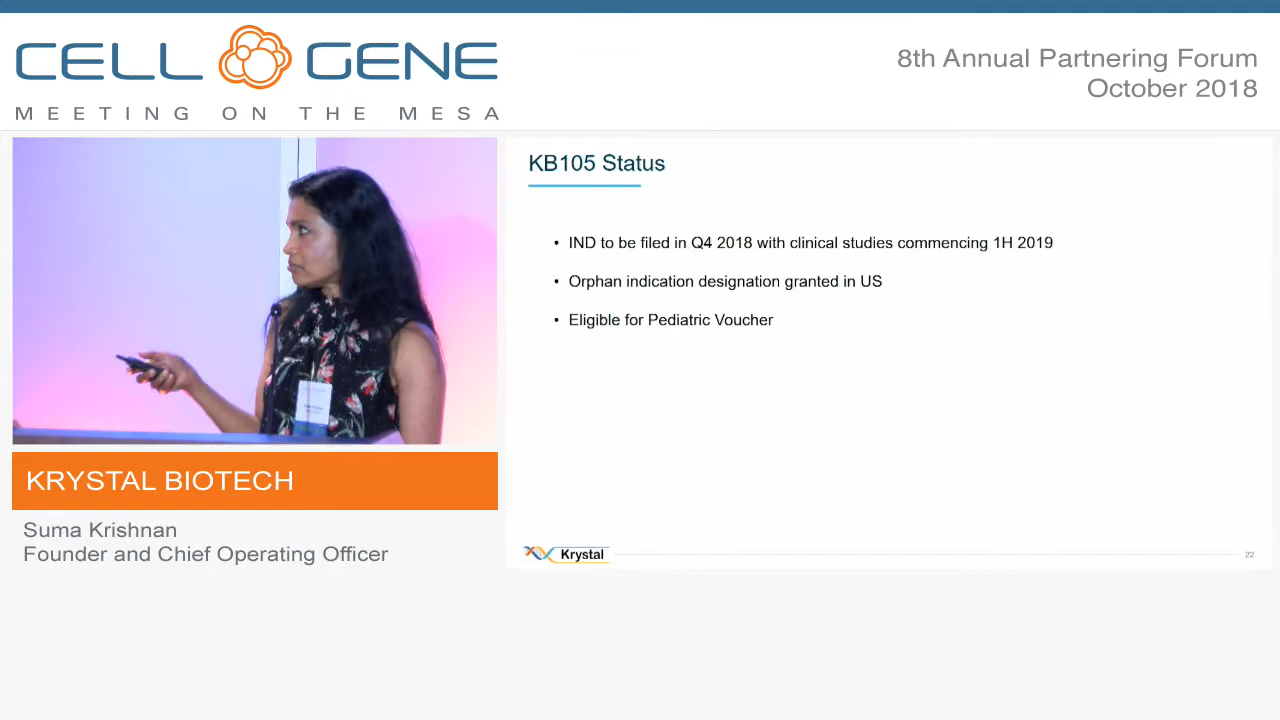 CELL GENE
MEETING ON THE MESA
8th Annual Partnering Forum
October 2018
KB105 Status
• IND to be filed in Q4 2018 with clinical studies commencing 1H 2019
• Orphan indication designation granted in US
• Eligible for Pediatric Voucher
KRYSTAL BIOTECH
Suma Krishnan
Founder and Chief Operating Officer
Krystal
22